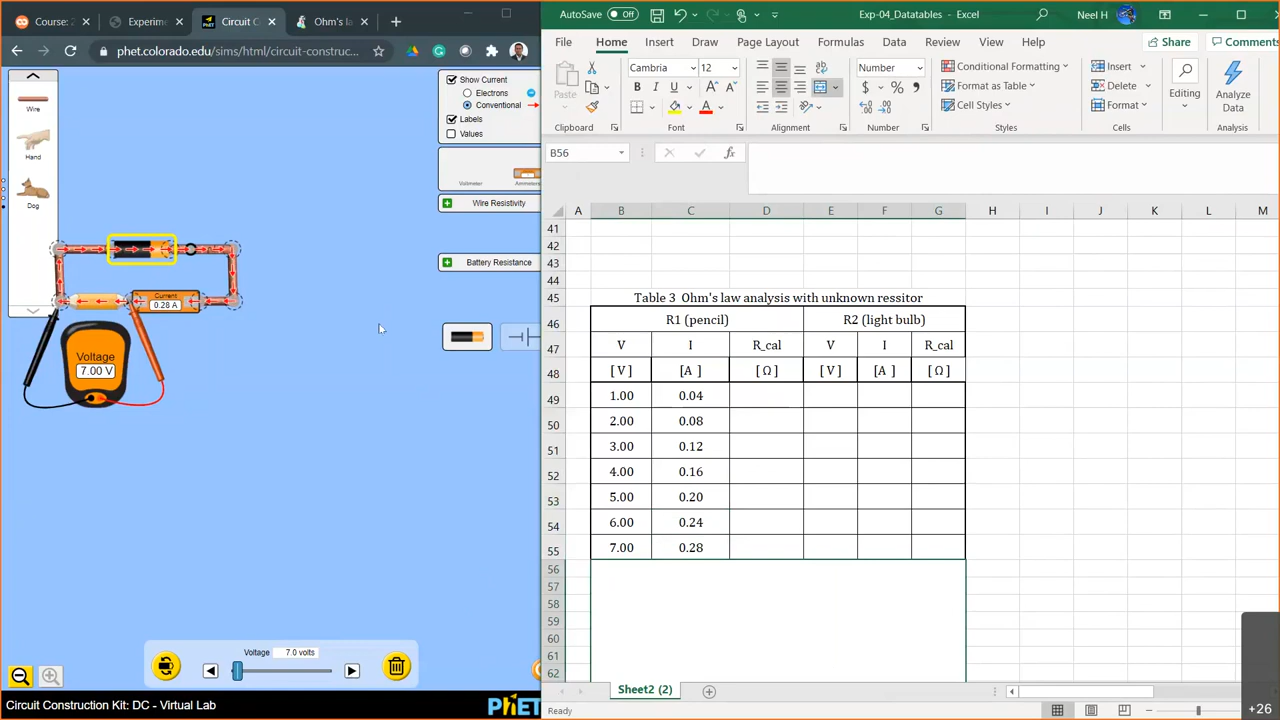 Course: 2
Experime
Circuit C
Ohm's la
phet.colorado.edu/sims/html/circuit-construc...
Wire
Hand
Dog
Show Current
Electrons
Conventional
Labels
Values
Voltmeter
Ammeters
Wire Resistivity
Battery Resistance
Current
0.28 A
Voltage
7.00 V
Voltage 7.0 volts
Circuit Construction Kit: DC - Virtual Lab
PhET
AutoSave Off
Exp-04_Datatables - Excel
Neel H
File Home Insert Draw Page Layout Formulas Data Review View Help
Share
Comments
Paste
Cambria 12
B I U
A A
Number
$ % ,
Conditional Formatting
Format as Table
Cell Styles
Insert
Delete
Format
Editing
Analyze
Data
Clipboard Font Alignment Number Styles Cells Analysis
B56
fx
A B C D E F G H I J K L M
41
42
43
44
45 Table 3 Ohm's law analysis with unknown ressitor
46 R1 (pencil) R2 (light bulb)
47 V I R_cal V I R_cal
48 [ V ] [A ] [ Ω ] [ V ] [ A ] [ Ω ]
49 1.00 0.04
50 2.00 0.08
51 3.00 0.12
52 4.00 0.16
53 5.00 0.20
54 6.00 0.24
55 7.00 0.28
56
57
58
59
60
61
62
Sheet2 (2)
Ready
+26